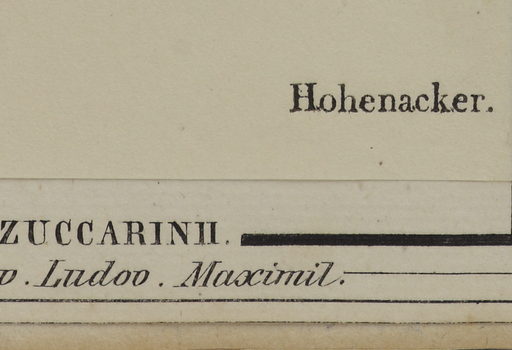 Hohenacker.
ZUCCARINII.
v. Ludov. Maximil.